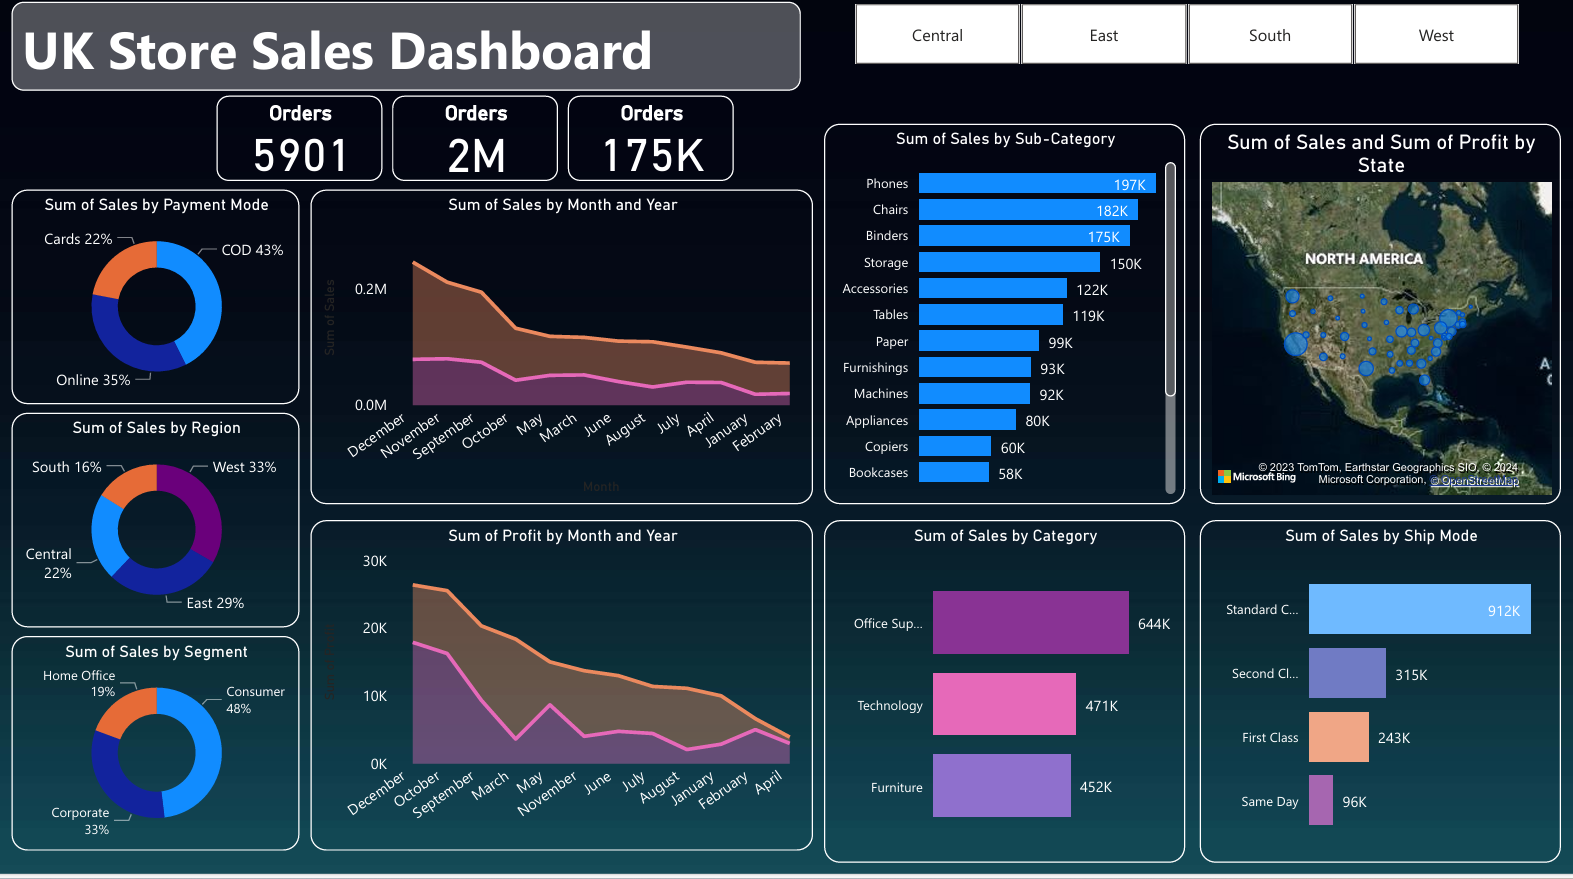 UK Store Sales Dashboard
Central
East
South
West
Orders
5901
Orders
2M
Orders
175K
Sum of Sales by Payment Mode
Cards 22%
COD 43%
Online 35%
Sum of Sales by Month and Year
Sum of Sales
0.2M
0.0M
December
November
September
October
May
March
June
August
July
April
January
February
Month
Sum of Sales by Sub-Category
Phones 197K
Chairs 182K
Binders 175K
Storage 150K
Accessories 122K
Tables 119K
Paper 99K
Furnishings 93K
Machines 92K
Appliances 80K
Copiers 60K
Bookcases 58K
Sum of Sales and Sum of Profit by
State
NORTH AMERICA
© 2023 TomTom, Earthstar Geographics SIO, © 2024
Microsoft Corporation, © OpenStreetMap
Microsoft Bing
Sum of Sales by Region
South 16%
West 33%
Central
22%
East 29%
Sum of Profit by Month and Year
30K
20K
10K
0K
December
October
September
March
May
November
June
July
August
January
February
April
Sum of Sales by Category
Office Sup... 644K
Technology 471K
Furniture 452K
Sum of Sales by Ship Mode
Standard C... 912K
Second Cl... 315K
First Class 243K
Same Day 96K
Sum of Sales by Segment
Home Office
19%
Consumer
48%
Corporate
33%